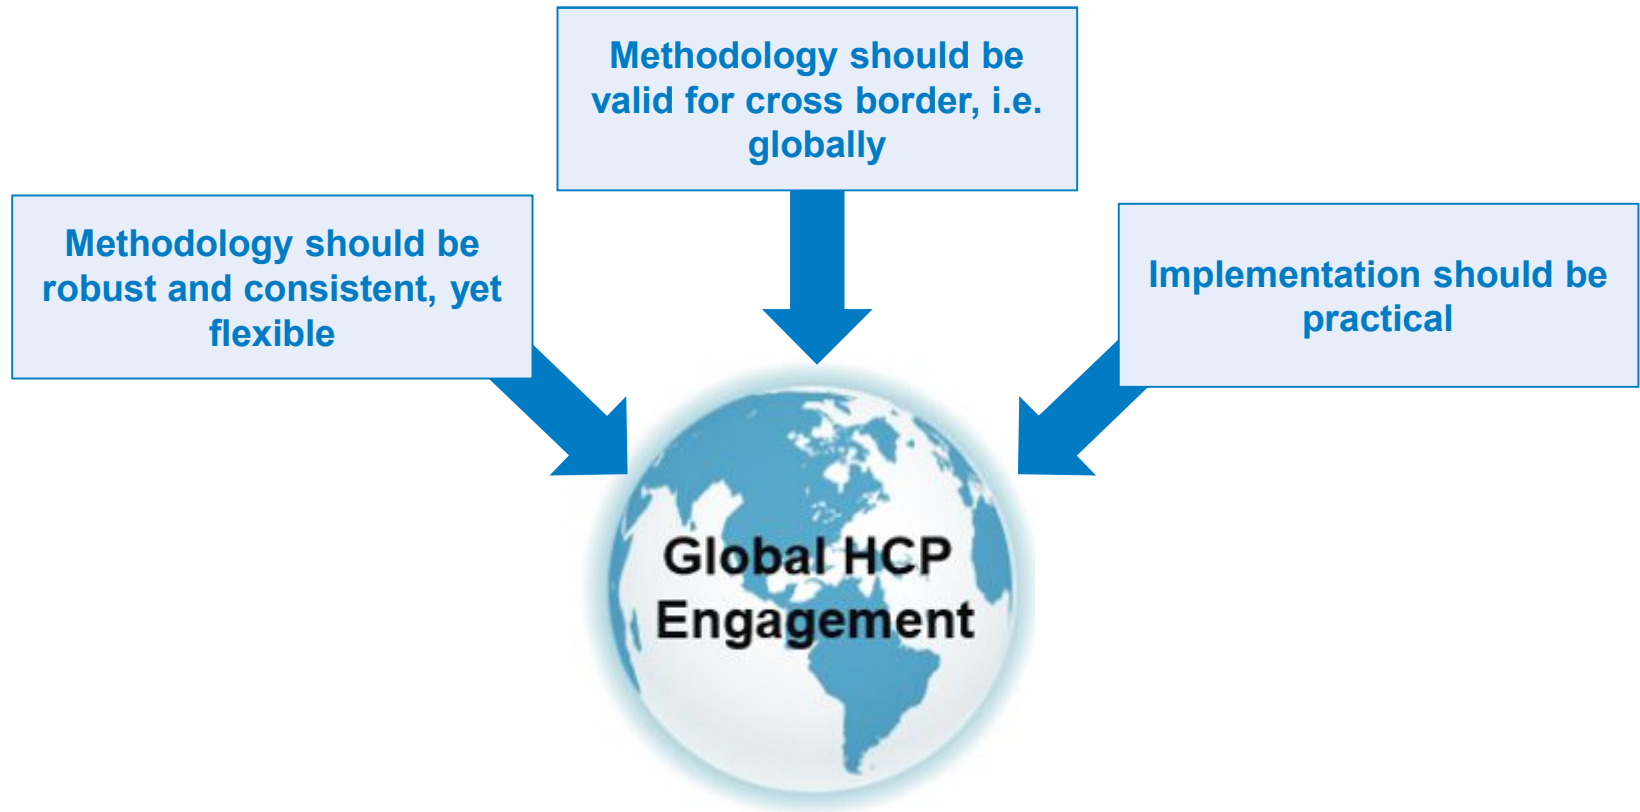 Methodology should be
valid for cross border, i.e.
globally
Methodology should be
robust and consistent, yet
flexible
Implementation should be
practical
Global HCP
Engagement